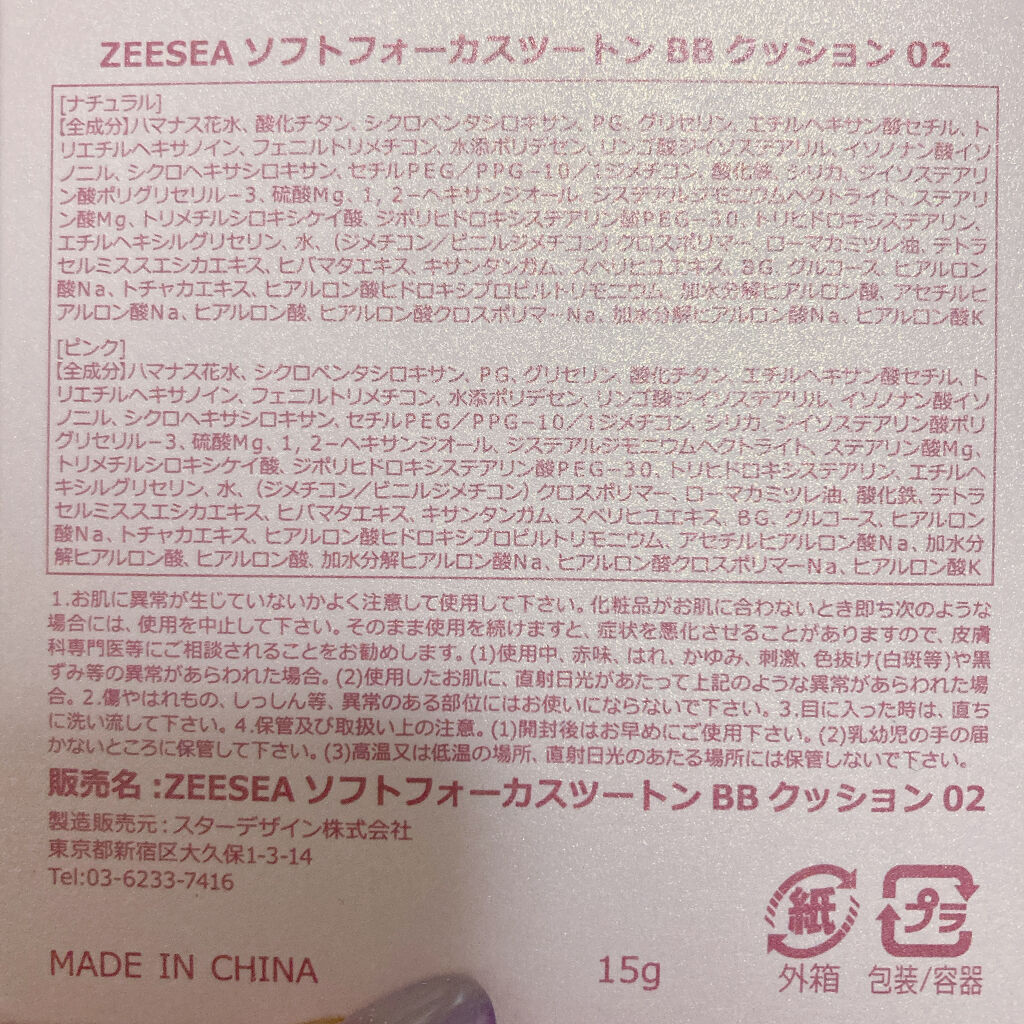 ZEESEA ソフトフォーカスツートン BB クッション 02
[ナチュラル]
【全成分】ハマナス花水、酸化チタン、シクロペンタシロキサン、PG、グリセリン、エチルヘキサン酸セチル、ト
リエチルヘキサノイン、フェニルトリメチコン、水添ポリデセン、リンゴ酸ジイソステアリル、イソノナン酸イソ
ノニル、シクロヘキサシロキサン、セチルPEG/PPG-10/1ジメチコン、酸化鉄、シリカ、ジイソステアリ
ン酸ポリグリセリル-3、硫酸Mg、1,2-ヘキサンジオール、ジステアルジモニウムヘクトライト、ステアリ
ン酸Mg、トリメチルシロキシケイ酸、ジポリヒドロキシステアリン酸PEG-30、トリヒドロキシステアリン、
エチルヘキシルグリセリン、水、(ジメチコン/ビニルジメチコン)クロスポリマー、ローマカミツレ油、テトラ
セルミススエシカエキス、ヒバマタエキス、キサンタンガム、スベリヒユエキス、BG、グルコース、ヒアルロン
酸Na、トチャカエキス、ヒアルロン酸ヒドロキシプロピルトリモニウム、加水分解ヒアルロン酸、アセチルヒ
アルロン酸Na、ヒアルロン酸、ヒアルロン酸クロスポリマーNa、加水分解ヒアルロン酸Na、ヒアルロン酸K
[ピンク]
【全成分】ハマナス花水、シクロペンタシロキサン、PG、グリセリン、酸化チタン、エチルヘキサン酸セチル、ト
リエチルヘキサノイン、フェニルトリメチコン、水添ポリデセン、リンゴ酸ジイソステアリル、イソノナン酸イソ
ノニル、シクロヘキサシロキサン、セチルPEG/PPG-10/1ジメチコン、シリカ、ジイソステアリン酸ポリ
グリセリル-3、硫酸Mg、1,2-ヘキサンジオール、ジステアルジモニウムヘクトライト、ステアリン酸Mg、
トリメチルシロキシケイ酸、ジポリヒドロキシステアリン酸PEG-30、トリヒドロキシステアリン、エチルヘ
キシルグリセリン、水、(ジメチコン/ビニルジメチコン)クロスポリマー、ローマカミツレ油、酸化鉄、テトラ
セルミススエシカエキス、ヒバマタエキス、キサンタンガム、スベリヒユエキス、BG、グルコース、ヒアルロン
酸Na、トチャカエキス、ヒアルロン酸ヒドロキシプロピルトリモニウム、アセチルヒアルロン酸Na、加水分
解ヒアルロン酸、ヒアルロン酸、加水分解ヒアルロン酸Na、ヒアルロン酸クロスポリマーNa、ヒアルロン酸K
1.お肌に異常が生じていないかよく注意して使用して下さい。化粧品がお肌に合わないとき即ち次のような
場合には、使用を中止して下さい。そのまま使用を続けますと、症状を悪化させることがありますので、皮膚
科専門医等にご相談されることをお勧めします。(1)使用中、赤味、はれ、かゆみ、刺激、色抜け(白斑等)や黒
ずみ等の異常があらわれた場合。(2)使用したお肌に、直射日光があたって上記のような異常があらわれた場
合。2.傷やはれもの、しっしん等、異常のある部位にはお使いにならないで下さい。3.目に入った時は、直ち
に洗い流して下さい。4.保管及び取扱い上の注意。(1)開封後はお早めにご使用下さい。(2)乳幼児の手の届
かないところに保管して下さい。(3)高温又は低温の場所、直射日光のあたる場所には保管しないで下さい。
販売名:ZEESEA ソフトフォーカスツートン BB クッション 02
製造販売元:スターデザイン株式会社
東京都新宿区大久保1-3-14
Tel:03-6233-7416
MADE IN CHINA
15g
紙
外箱
プラ
包装/容器